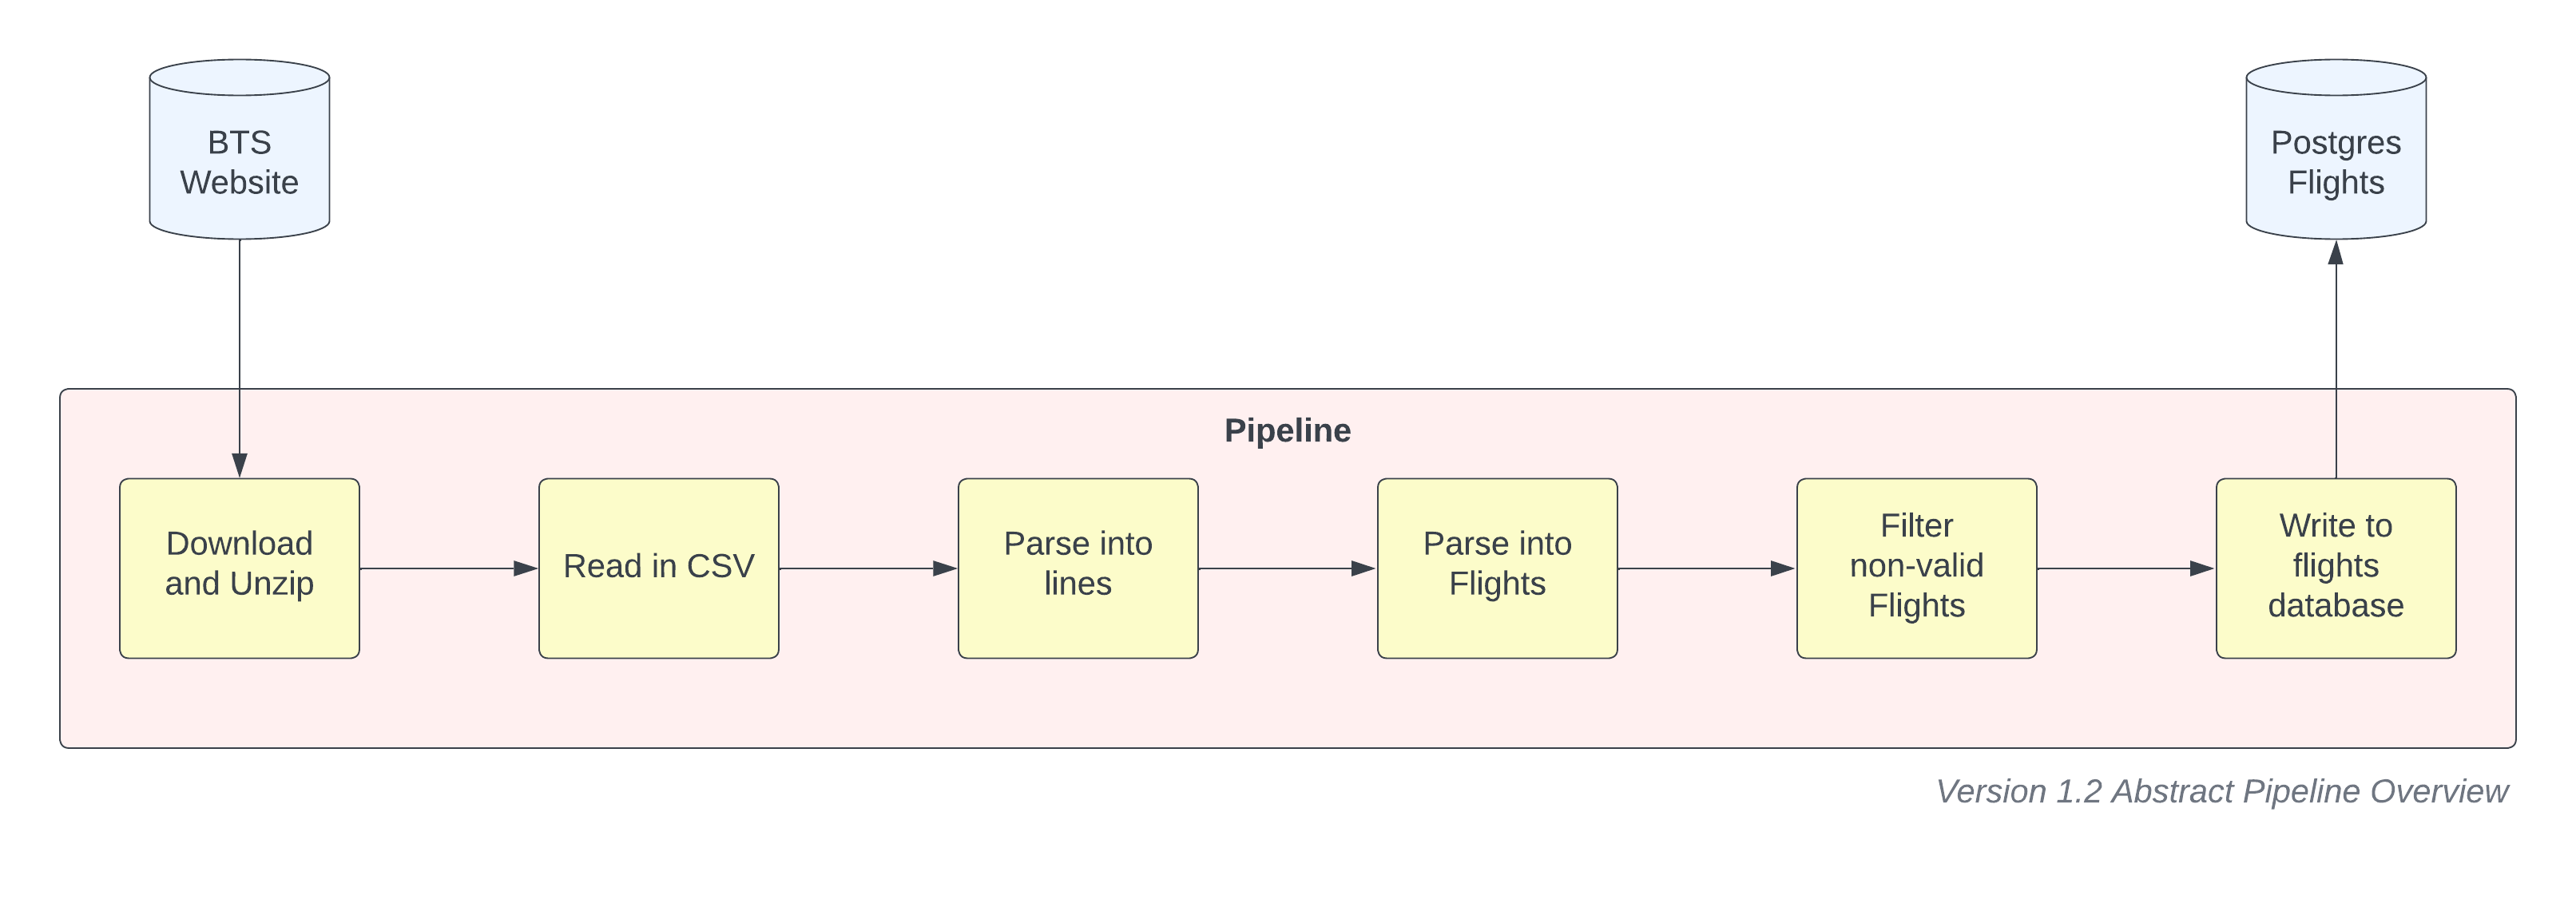 BTS
Website
Postgres
Flights
Pipeline
Download
and Unzip
Read in CSV
Parse into
lines
Parse into
Flights
Filter
non-valid
Flights
Write to
flights
database
Version 1.2 Abstract Pipeline Overview